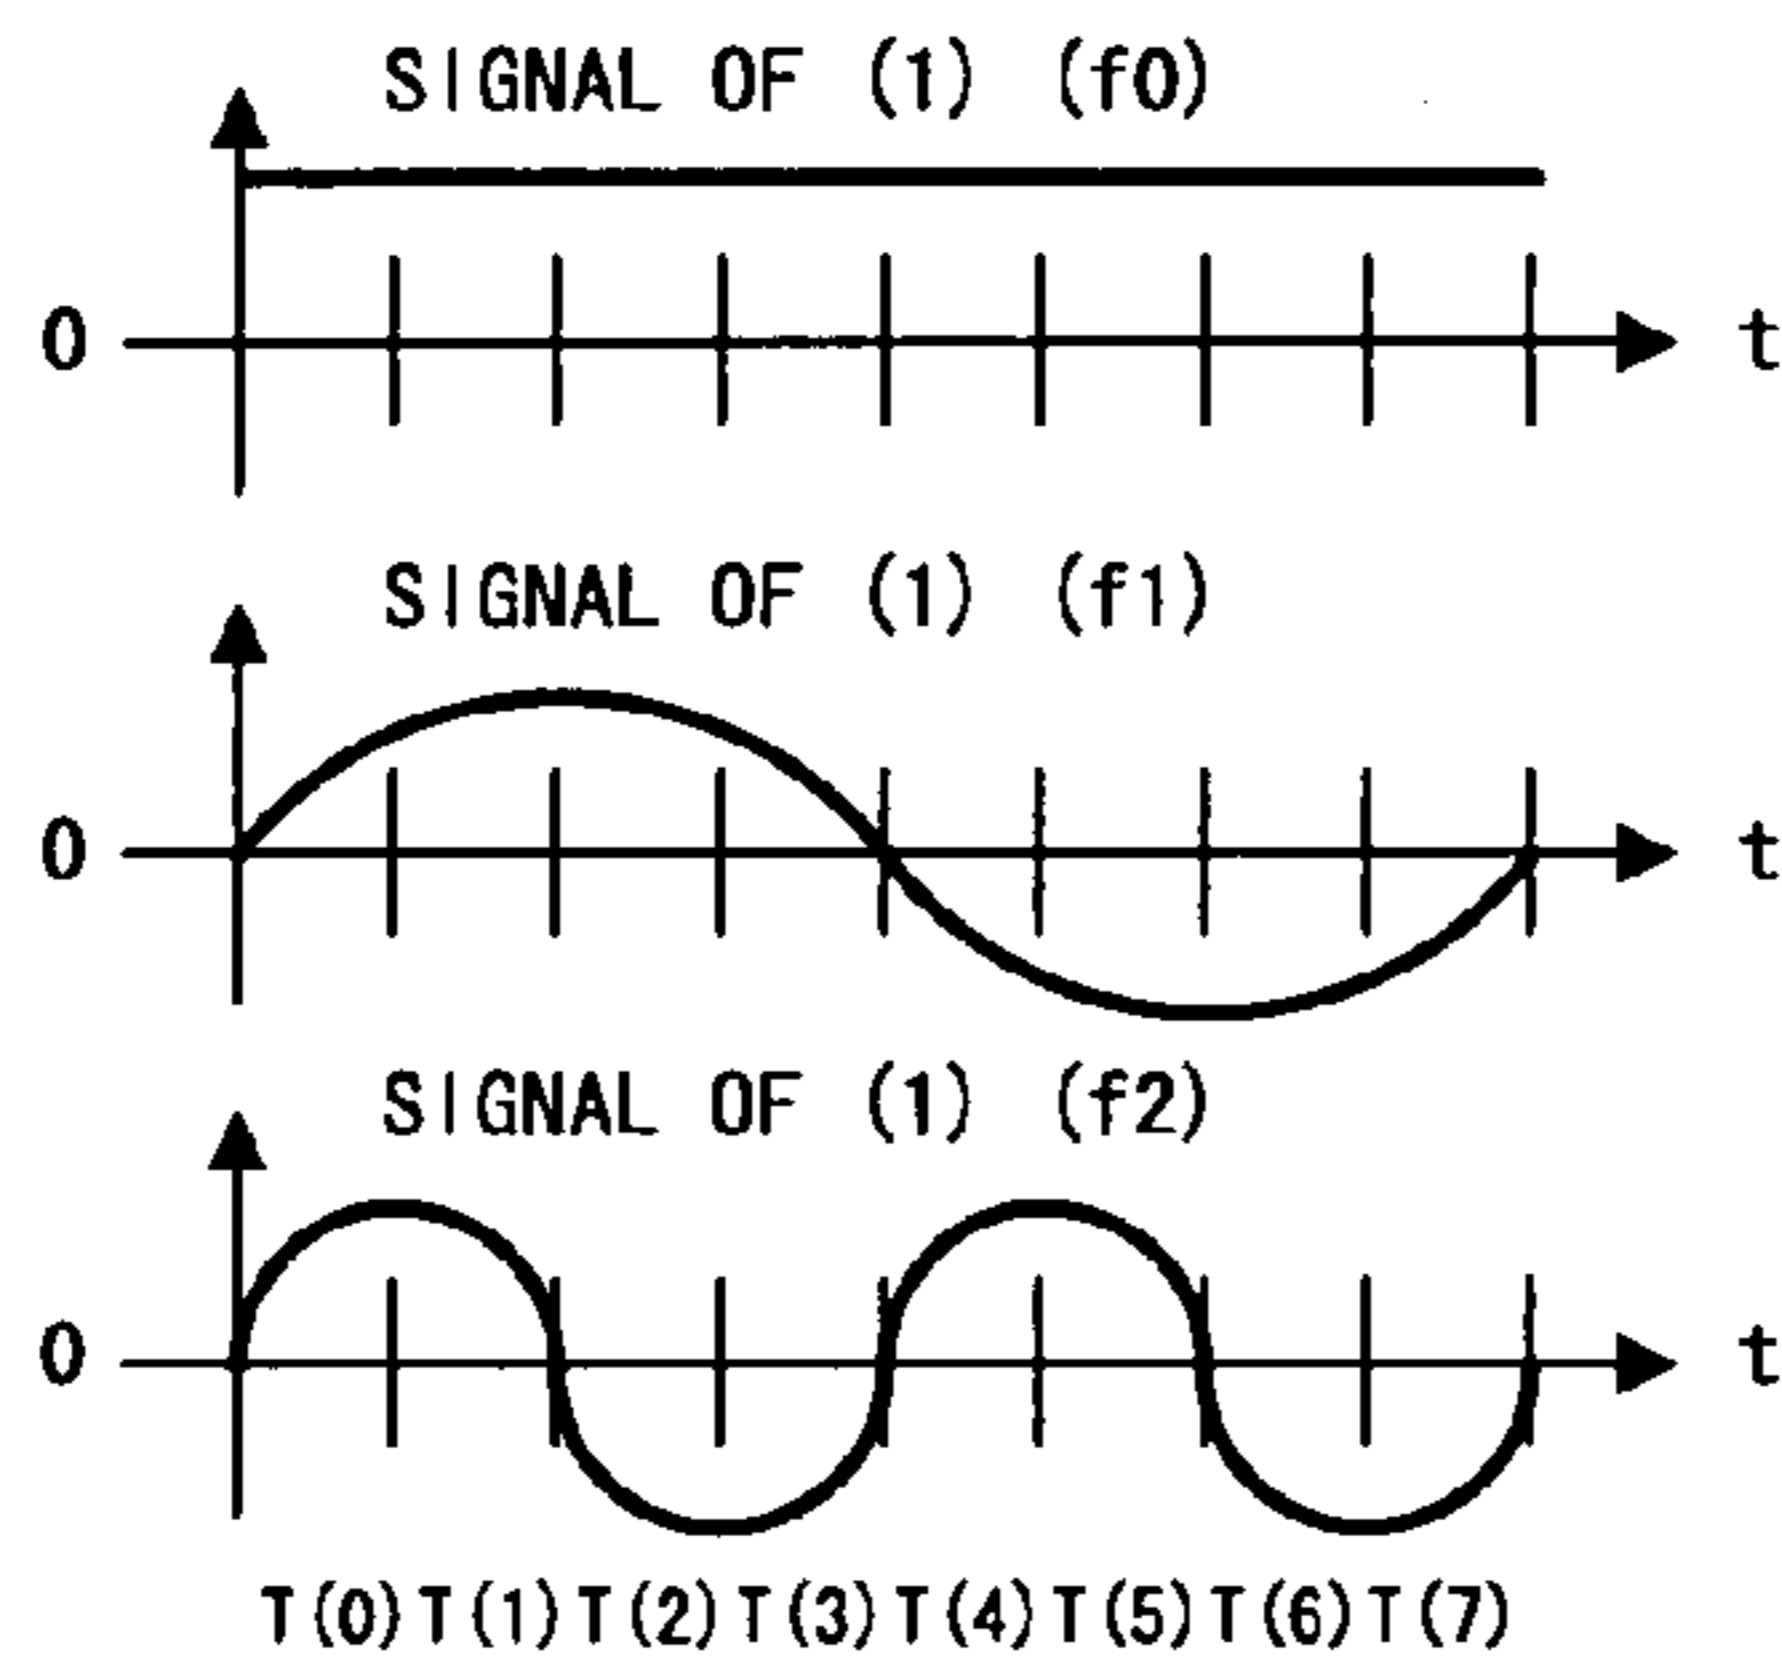 SIGNAL OF (1) (f0)
0 t
SIGNAL OF (1) (f1)
0 t
SIGNAL OF (1) (f2)
0 t
T(0) T(1) T(2) T(3) T(4) T(5) T(6) T(7)